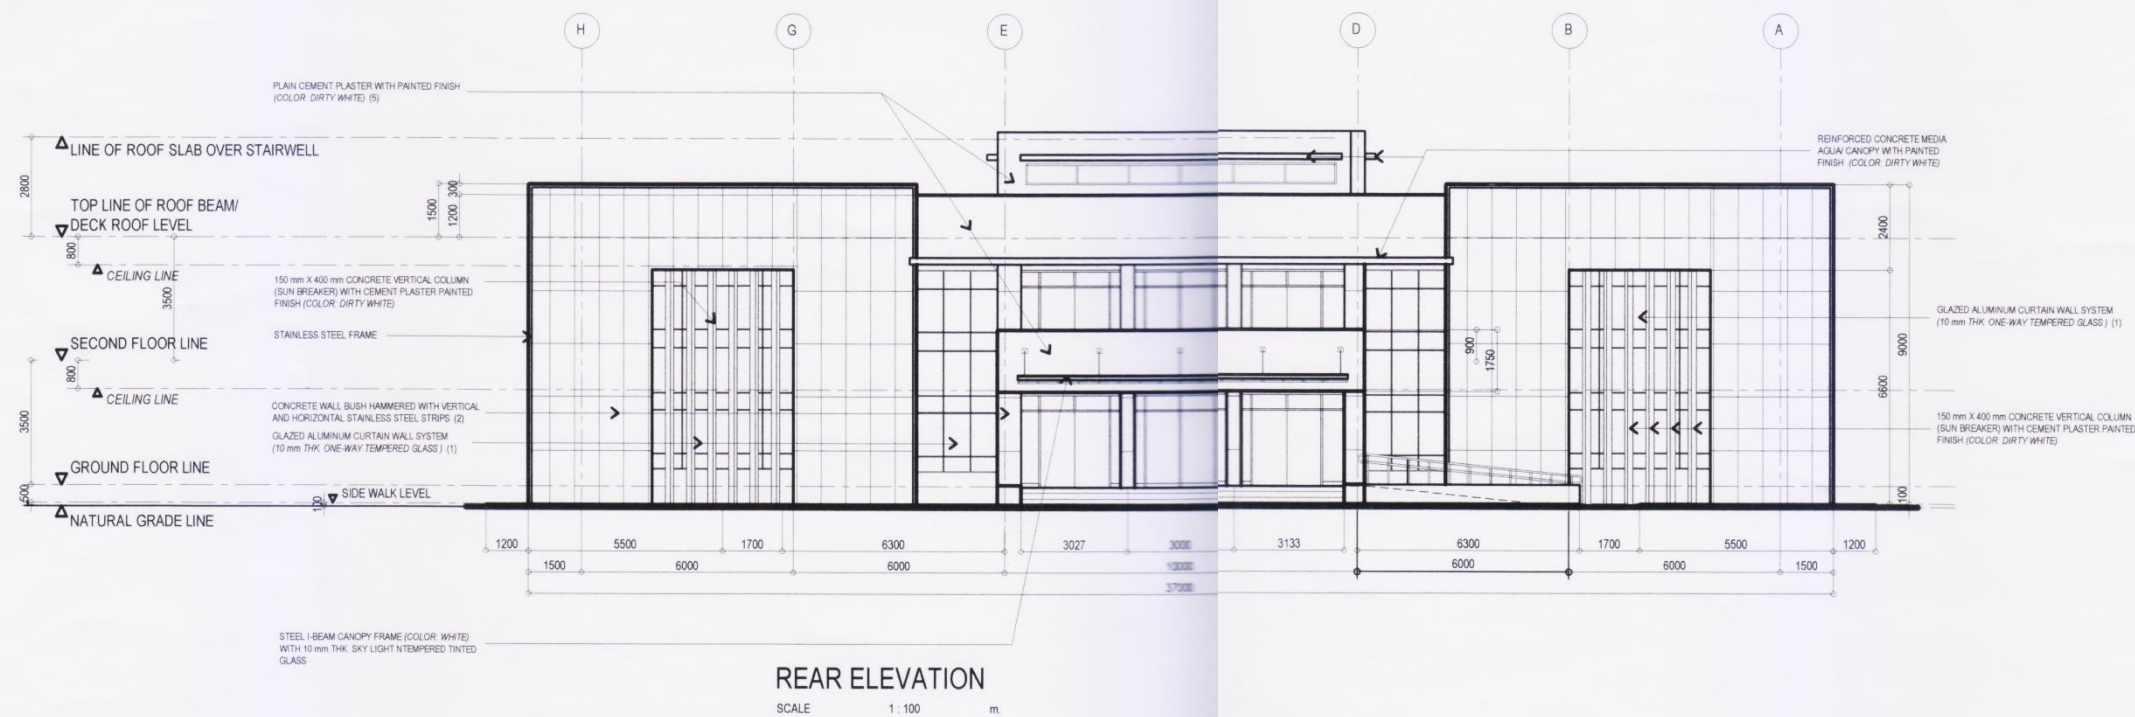 H
G
E
D
B
A
PLAIN CEMENT PLASTER WITH PAINTED FINISH
(COLOR: DIRTY WHITE) (5)
LINE OF ROOF SLAB OVER STAIRWELL
REINFORCED CONCRETE MEDIA
AGUA/ CANOPY WITH PAINTED
FINISH (COLOR: DIRTY WHITE)
2800
300
1500
1200
TOP LINE OF ROOF BEAM/
DECK ROOF LEVEL
2400
800
CEILING LINE
3500
150 mm X 400 mm CONCRETE VERTICAL COLUMN
(SUN BREAKER) WITH CEMENT PLASTER PAINTED
FINISH (COLOR: DIRTY WHITE)
GLAZED ALUMINUM CURTAIN WALL SYSTEM
(10 mm THK. ONE-WAY TEMPERED GLASS ) (1)
STAINLESS STEEL FRAME
SECOND FLOOR LINE
900
1750
9000
800
CEILING LINE
6600
3500
CONCRETE WALL BUSH HAMMERED WITH VERTICAL
AND HORIZONTAL STAINLESS STEEL STRIPS (2)
GLAZED ALUMINUM CURTAIN WALL SYSTEM
(10 mm THK. ONE-WAY TEMPERED GLASS ) (1)
150 mm X 400 mm CONCRETE VERTICAL COLUMN
(SUN BREAKER) WITH CEMENT PLASTER PAINTED
FINISH (COLOR: DIRTY WHITE)
GROUND FLOOR LINE
500
SIDE WALK LEVEL
100
NATURAL GRADE LINE
1200
5500
1700
6300
3027
3000
3133
6300
1700
5500
1200
1500
6000
6000
10000
6000
6000
1500
37000
STEEL I-BEAM CANOPY FRAME (COLOR: WHITE)
WITH 10 mm THK. SKY LIGHT NTEMPERED TINTED
GLASS
REAR ELEVATION
SCALE 1 : 100 m.